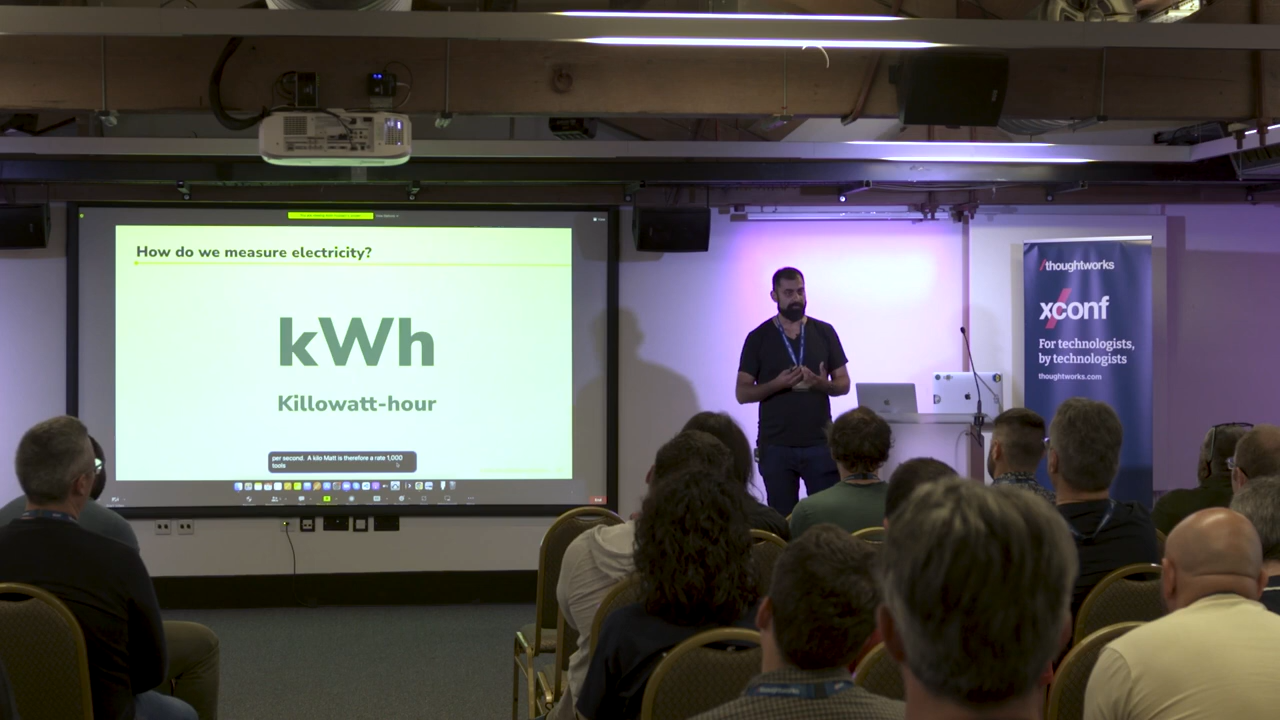 How do we measure electricity?
kWh
Killowatt-hour
per second. A kilo Matt is therefore a rate 1,000
tools
/thoughtworks
xconf
For technologists,
by technologists
thoughtworks.com